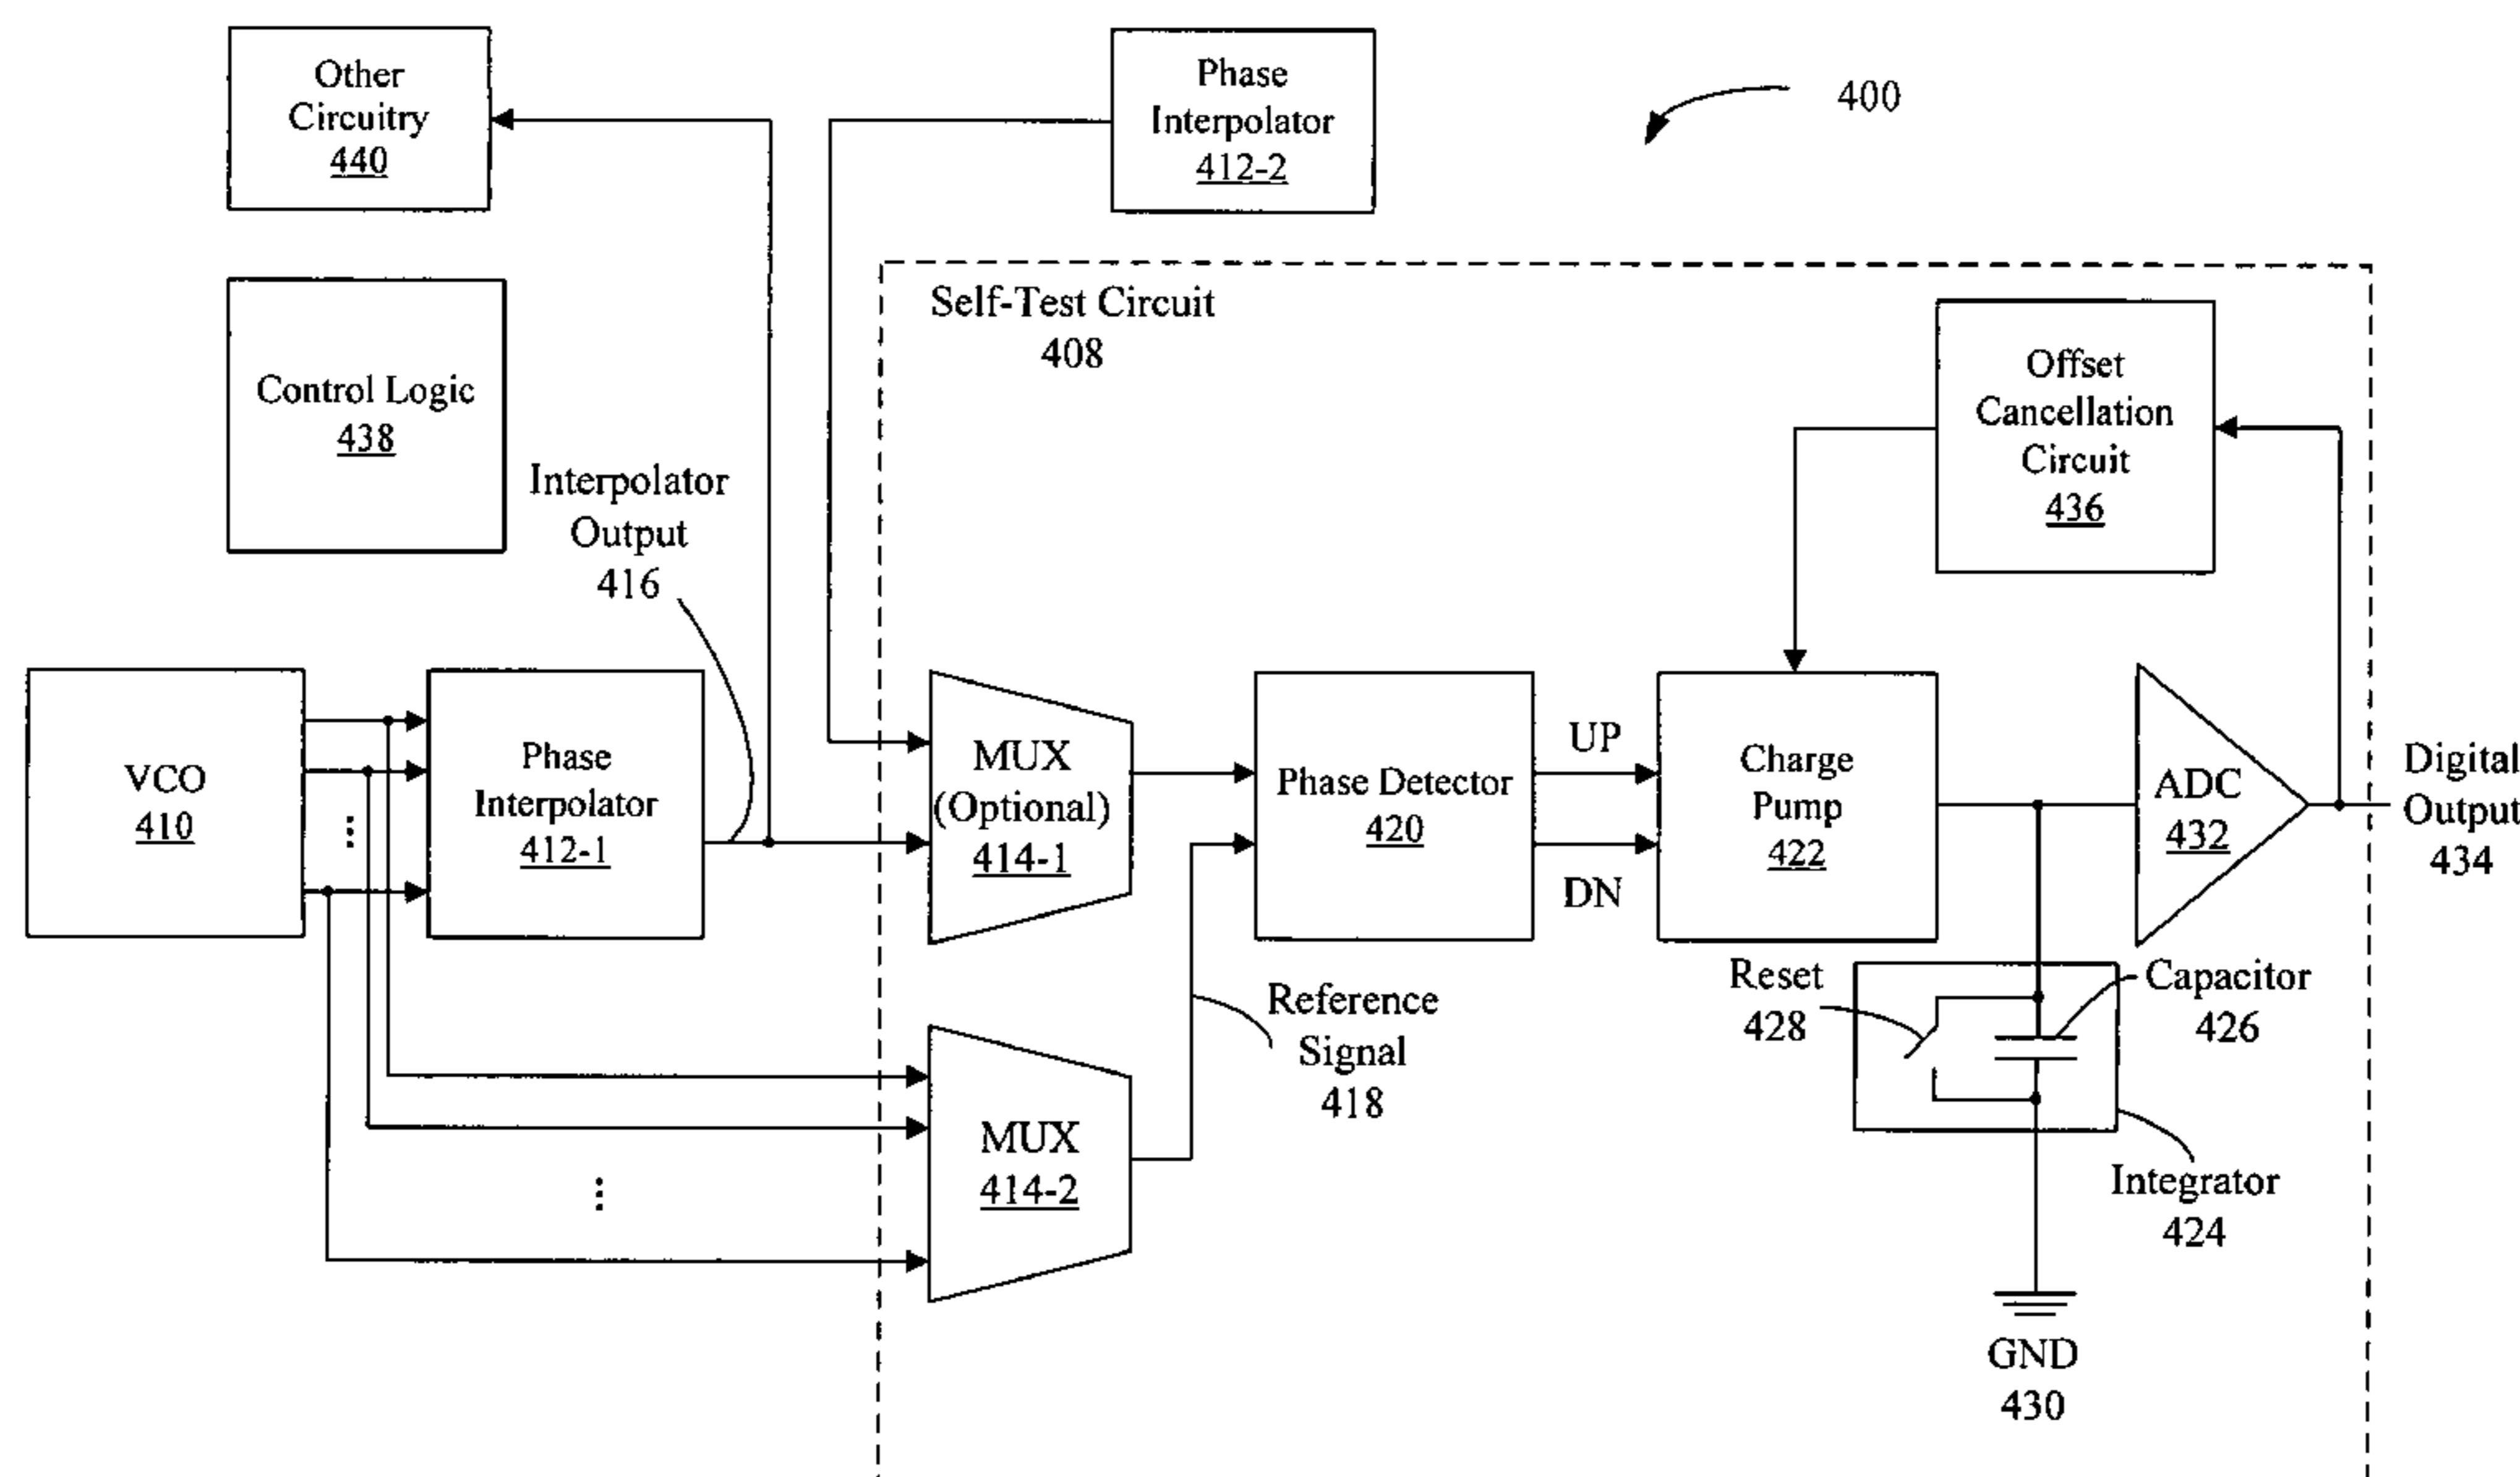 Other
Circuitry
440
Phase
Interpolator
412-2
400
Self-Test Circuit
408
Control Logic
438
Offset
Cancellation
Circuit
436
Interpolator
Output
416
VCO
410
Phase
Interpolator
412-1
MUX
(Optional)
414-1
Phase Detector
420
UP
DN
Charge
Pump
422
ADC
432
Digital
Output
434
Reference
Signal
418
Reset
428
Capacitor
426
MUX
414-2
Integrator
424
GND
430